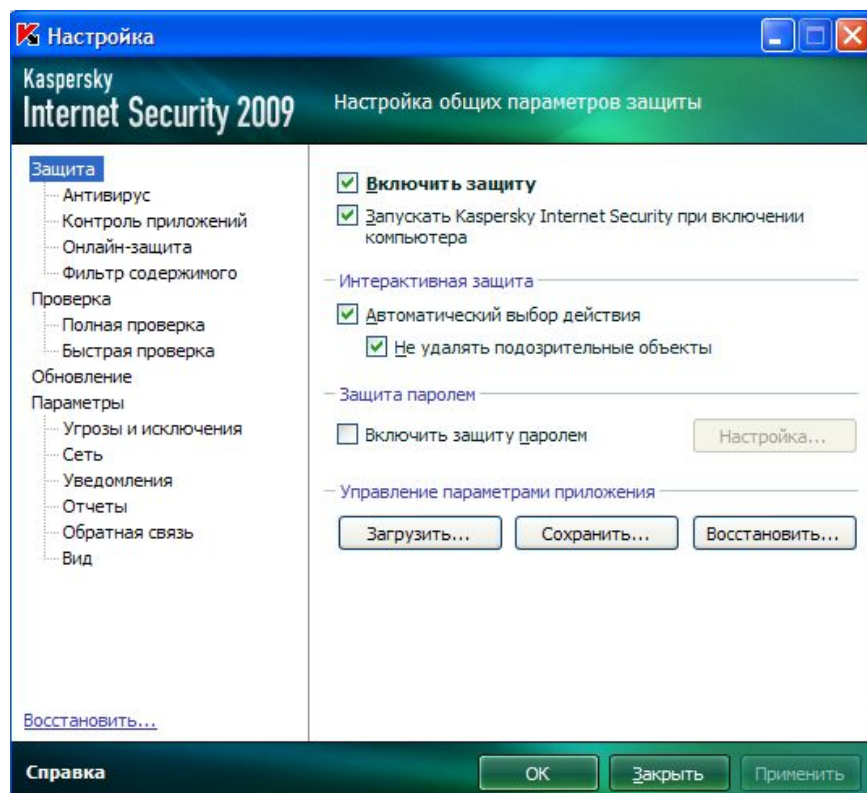 Настройка
Kaspersky
Internet Security 2009
Настройка общих параметров защиты
Защита
Антивирус
Контроль приложений
Онлайн-защита
Фильтр содержимого
Проверка
Полная проверка
Быстрая проверка
Обновление
Параметры
Угрозы и исключения
Сеть
Уведомления
Отчеты
Обратная связь
Вид
Восстановить...
Включить защиту
Запускать Kaspersky Internet Security при включении
компьютера
Интерактивная защита
Автоматический выбор действия
Не удалять подозрительные объекты
Защита паролем
Включить защиту паролем
Настройка...
Управление параметрами приложения
Загрузить...
Сохранить...
Восстановить...
Справка
ОК
Закрыть
Применить